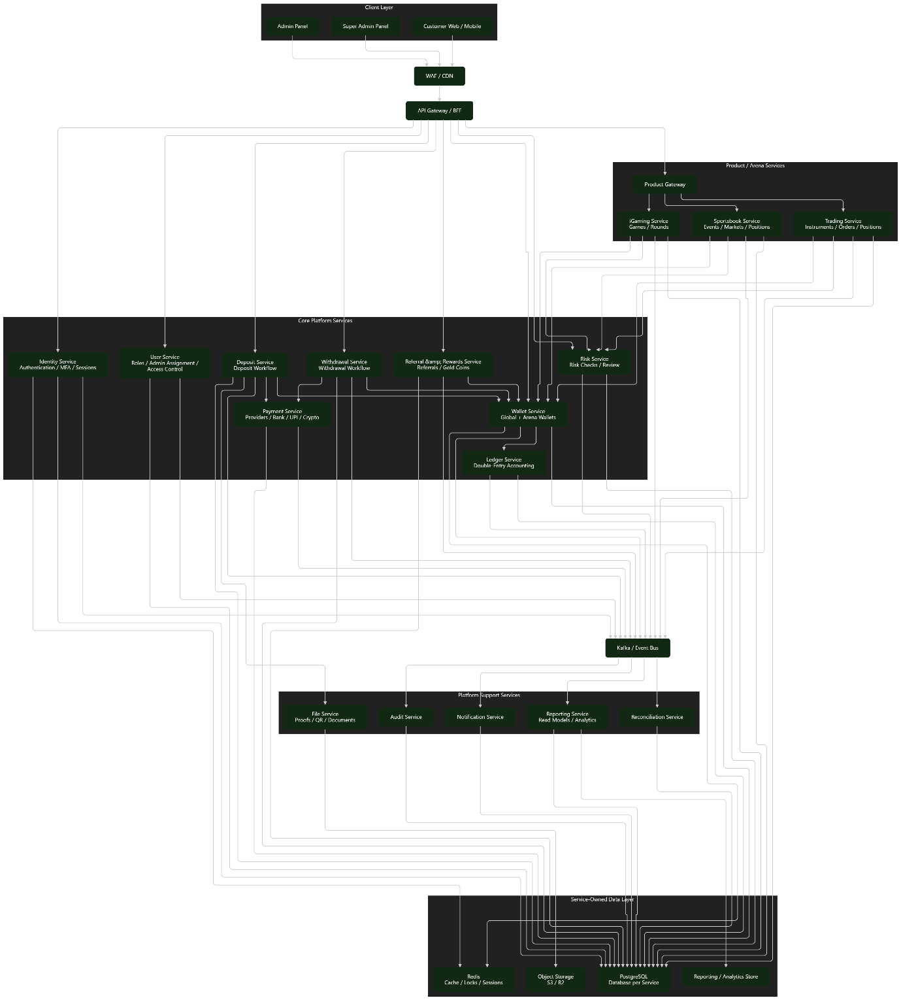 Client Layer
Admin Panel
Super Admin Panel
Customer Web / Mobile
WAF / CDN
API Gateway / BFF
Product / Arena Services
Product Gateway
iGaming Service
Games / Rounds
Sportsbook Service
Events / Markets / Positions
Trading Service
Instruments / Orders / Positions
Core Platform Services
Identity Service
Authentication / MFA / Sessions
User Service
Roles / Admin Assignment /
Access Control
Deposit Service
Deposit Workflow
Withdrawal Service
Withdrawal Workflow
Referral &amp; Rewards Service
Referrals / Gold Coins
Risk Service
Risk Checks / Review
Payment Service
Providers / Bank / UPI / Crypto
Wallet Service
Global + Arena Wallets
Ledger Service
Double-Entry Accounting
Kafka / Event Bus
Platform Support Services
File Service
Proofs / QR / Documents
Audit Service
Notification Service
Reporting Service
Read Models / Analytics
Reconciliation Service
Service-Owned Data Layer
Redis
Cache / Locks / Sessions
Object Storage
S3 / R2
PostgreSQL
Database per Service
Reporting / Analytics Store